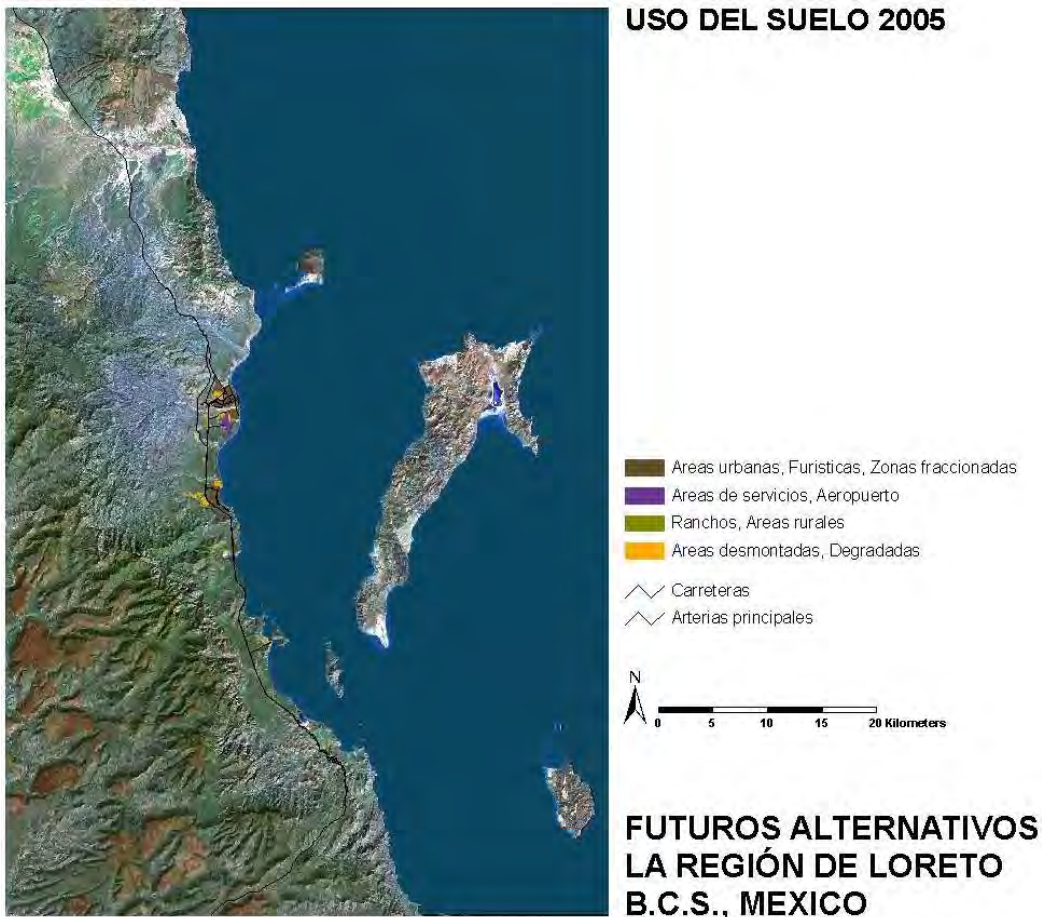 USO DEL SUELO 2005
Areas urbanas, Furisticas, Zonas fraccionadas
Areas de servicios, Aeropuerto
Ranchos, Areas rurales
Areas desmontadas, Degradadas
Carreteras
Arterias principales
N
0 5 10 15 20 Kilometers
FUTUROS ALTERNATIVOS
LA REGIÓN DE LORETO
B.C.S., MEXICO